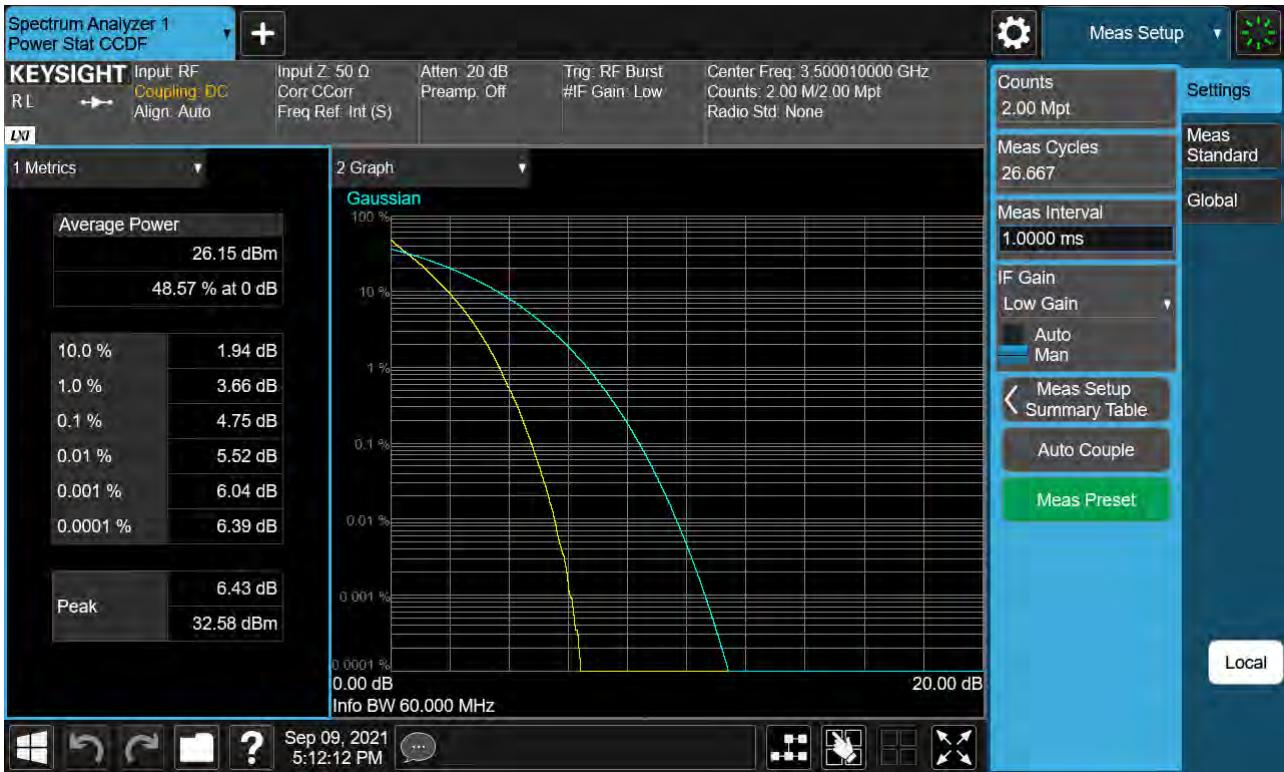 Spectrum Analyzer 1
Power Stat CCDF
+
Meas Setup
KEYSIGHT
RL
LXI
Input: RF
Coupling: DC
Align: Auto
Input Z: 50 Ω
Corr CCorr
Freq Ref: Int (S)
Atten: 20 dB
Preamp: Off
Trig: RF Burst
#IF Gain: Low
Center Freq: 3.500010000 GHz
Counts: 2.00 M/2.00 Mpt
Radio Std: None
1 Metrics
Average Power
26.15 dBm
48.57 % at 0 dB
10.0 % 1.94 dB
1.0 % 3.66 dB
0.1 % 4.75 dB
0.01 % 5.52 dB
0.001 % 6.04 dB
0.0001 % 6.39 dB
Peak
6.43 dB
32.58 dBm
2 Graph
Gaussian
100 %
10 %
1 %
0.1 %
0.01 %
0.001 %
0.0001 %
0.00 dB
20.00 dB
Info BW 60.000 MHz
Counts
2.00 Mpt
Meas Cycles
26.667
Meas Interval
1.0000 ms
IF Gain
Low Gain
Auto
Man
Meas Setup
Summary Table
Auto Couple
Meas Preset
Settings
Meas
Standard
Global
Local
?
Sep 09, 2021
5:12:12 PM